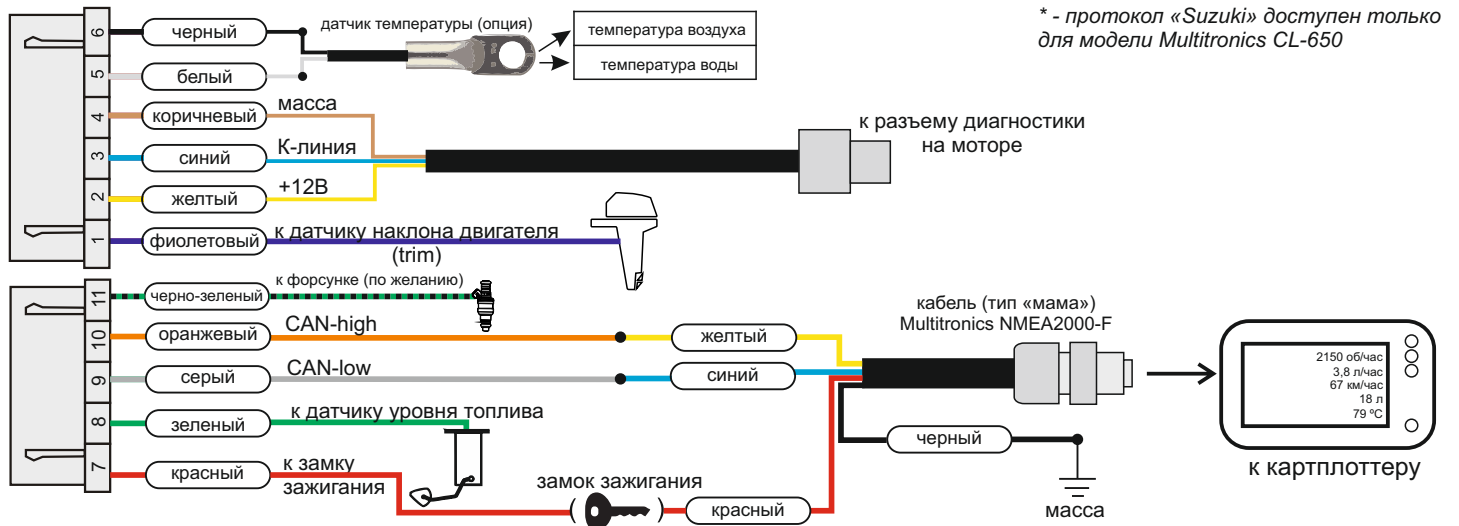 * - протокол «Suzuki» доступен только
для модели Multitronics CL-650
датчик температуры (опция)
температура воздуха
температура воды
6
черный
5
белый
4
коричневый
масса
3
синий
К-линия
2
желтый
+12В
к разъему диагностики
на моторе
1
фиолетовый
к датчику наклона двигателя
(trim)
11
черно-зеленый
к форсунке (по желанию)
10
оранжевый
CAN-high
желтый
9
серый
CAN-low
синий
кабель (тип «мама»)
Multitronics NMEA2000-F
8
зеленый
к датчику уровня топлива
7
красный
к замку
зажигания
замок зажигания
красный
черный
масса
2150 об/час
3,8 л/час
67 км/час
18 л
79 ºC
к картплоттеру